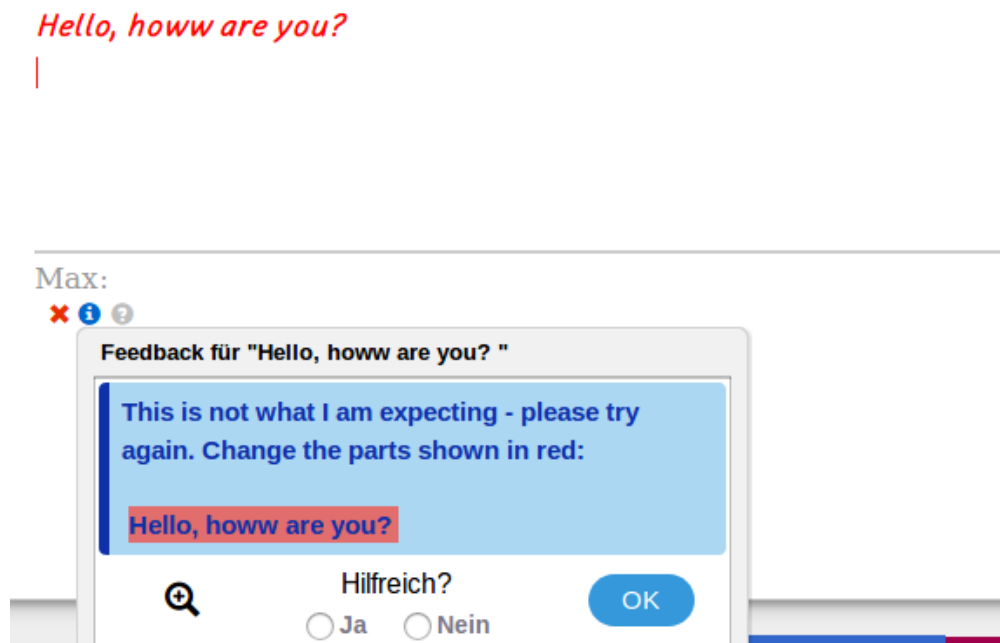 Hello, howw are you?
Max:
Feedback für "Hello, howw are you? "
This is not what I am expecting - please try
again. Change the parts shown in red:
Hello, howw are you?
Hilfreich?
Ja Nein
OK